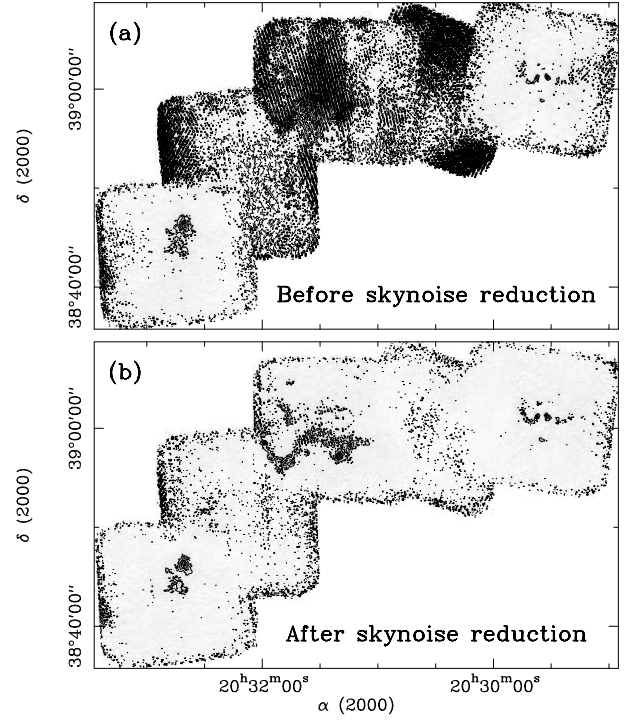 (a)
39°00'00''
δ (2000)
38°40'00''
Before skynoise reduction
(b)
39°00'00''
δ (2000)
38°40'00''
After skynoise reduction
20ʰ32ᵐ00ˢ 20ʰ30ᵐ00ˢ
α (2000)